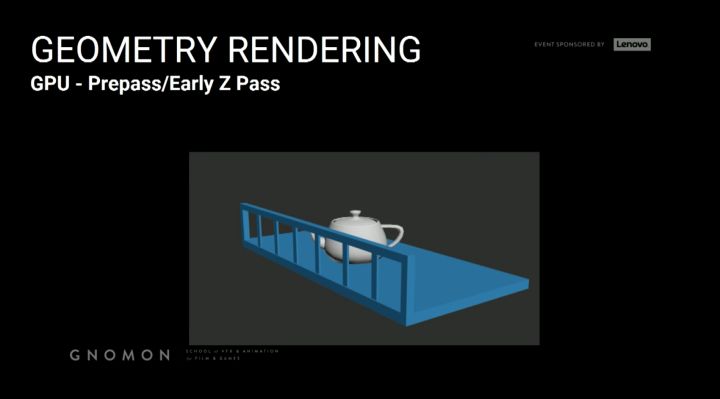 GEOMETRY RENDERING
EVENT SPONSORED BY Lenovo
GPU - Prepass/Early Z Pass
GNOMON
SCHOOL of VFX & ANIMATION
for FILM & GAMES